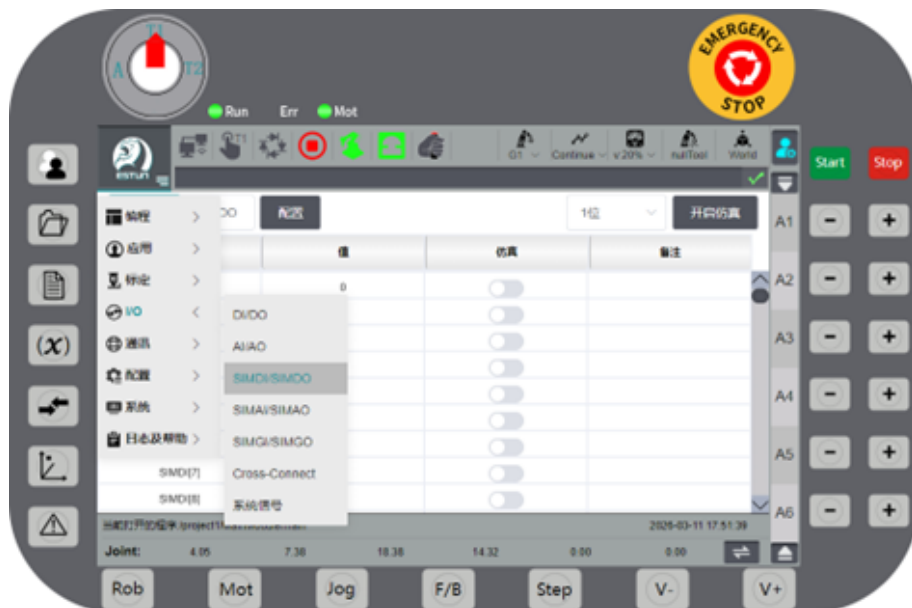 T1
A
T2
EMERGENCY
STOP
Run Err Mot
T1
G1
Continue
v:20%
nullTool
World
ESTUN
Start
Stop
编程
DO
配置
1位
开启仿真
A1
应用
值
仿真
备注
标定
0
A2
I/O
DI/DO
通讯
AI/AO
A3
配置
SIMDI/SIMDO
系统
SIMAI/SIMAO
A4
日志及帮助
SIMGI/SIMGO
SIMDI[7]
Cross-Connect
A5
SIMDI[8]
系统信号
A6
2026-03-11 17:51:39
Joint: 4.05 7.38 18.36 14.32 0.00 0.00
(x)
Rob Mot Jog F/B Step V- V+